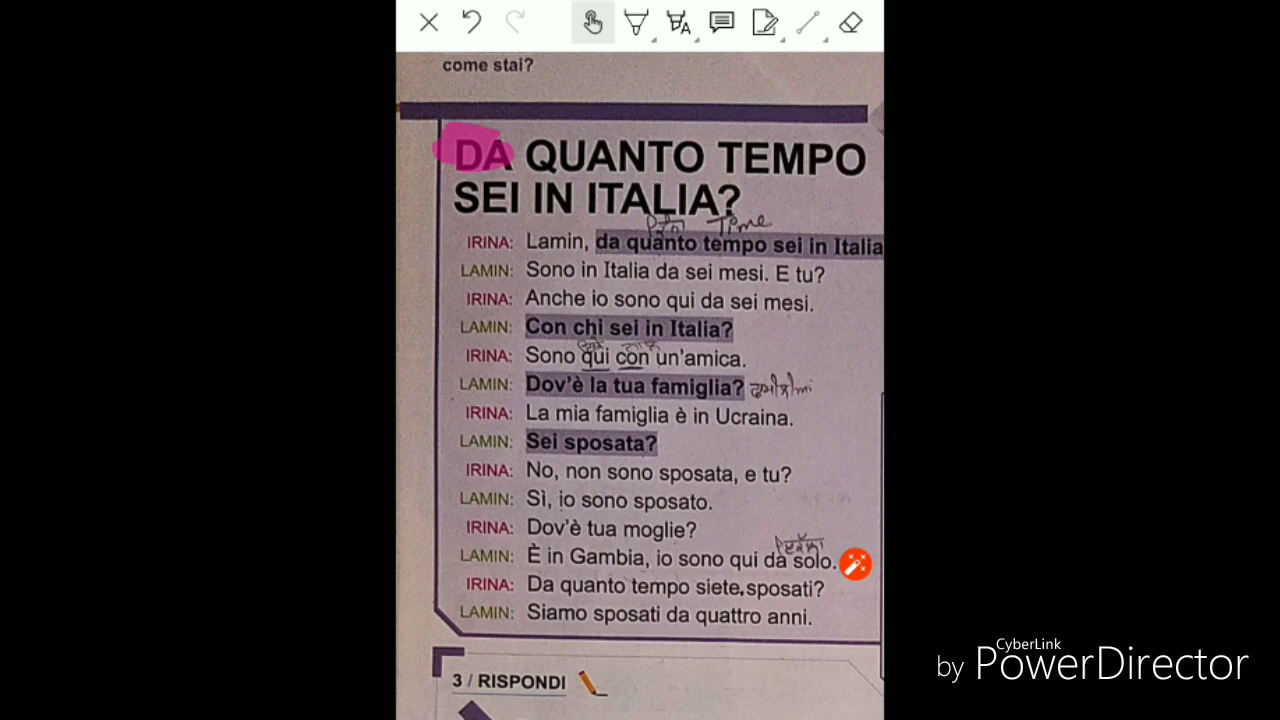 come stai?
DA QUANTO TEMPO
SEI IN ITALIA?
Time
IRINA: Lamin, da quanto tempo sei in Italia
LAMIN: Sono in Italia da sei mesi. E tu?
IRINA: Anche io sono qui da sei mesi.
LAMIN: Con chi sei in Italia?
IRINA: Sono qui con un'amica.
LAMIN: Dov'è la tua famiglia?
IRINA: La mia famiglia è in Ucraina.
LAMIN: Sei sposata?
IRINA: No, non sono sposata, e tu?
LAMIN: Sì, io sono sposato.
IRINA: Dov'è tua moglie?
LAMIN: È in Gambia, io sono qui da solo.
IRINA: Da quanto tempo siete sposati?
LAMIN: Siamo sposati da quattro anni.
3 / RISPONDI
CyberLink
by PowerDirector